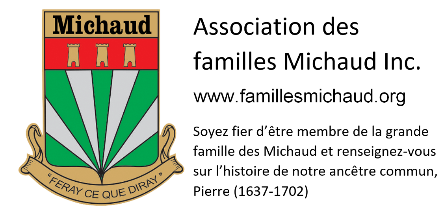 Michaud
"FERAY CE QUE DIRAY"
Association des
familles Michaud Inc.
www.famillesmichaud.org
Soyez fier d'être membre de la grande
famille des Michaud et renseignez-vous
sur l'histoire de notre ancêtre commun,
Pierre (1637-1702)